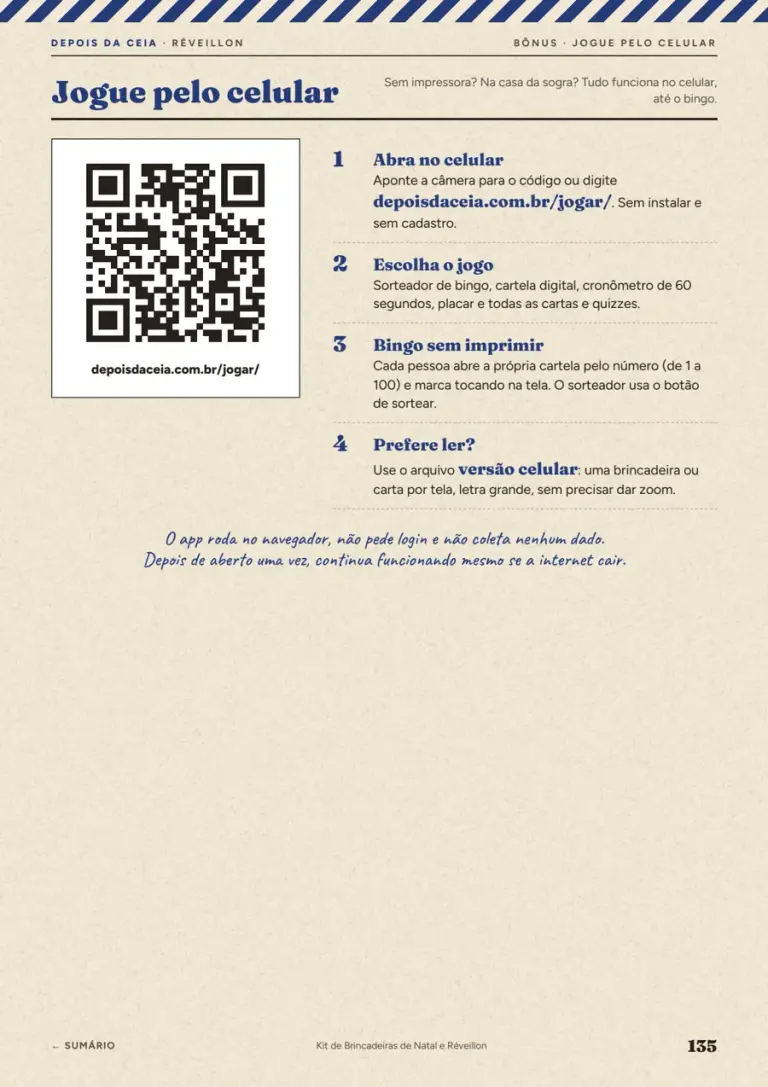 DEPOIS DA CEIA · RÉVEILLON
BÔNUS · JOGUE PELO CELULAR
Jogue pelo celular
Sem impressora? Na casa da sogra? Tudo funciona no celular,
até o bingo.
depoisdaceia.com.br/jogar/
1 Abra no celular
Aponte a câmera para o código ou digite
depoisdaceia.com.br/jogar/. Sem instalar e
sem cadastro.
2 Escolha o jogo
Sorteador de bingo, cartela digital, cronômetro de 60
segundos, placar e todas as cartas e quizzes.
3 Bingo sem imprimir
Cada pessoa abre a própria cartela pelo número (de 1 a
100) e marca tocando na tela. O sorteador usa o botão
de sortear.
4 Prefere ler?
Use o arquivo versão celular: uma brincadeira ou
carta por tela, letra grande, sem precisar dar zoom.
O app roda no navegador, não pede login e não coleta nenhum dado.
Depois de aberto uma vez, continua funcionando mesmo se a internet cair.
← SUMÁRIO
Kit de Brincadeiras de Natal e Réveillon
135